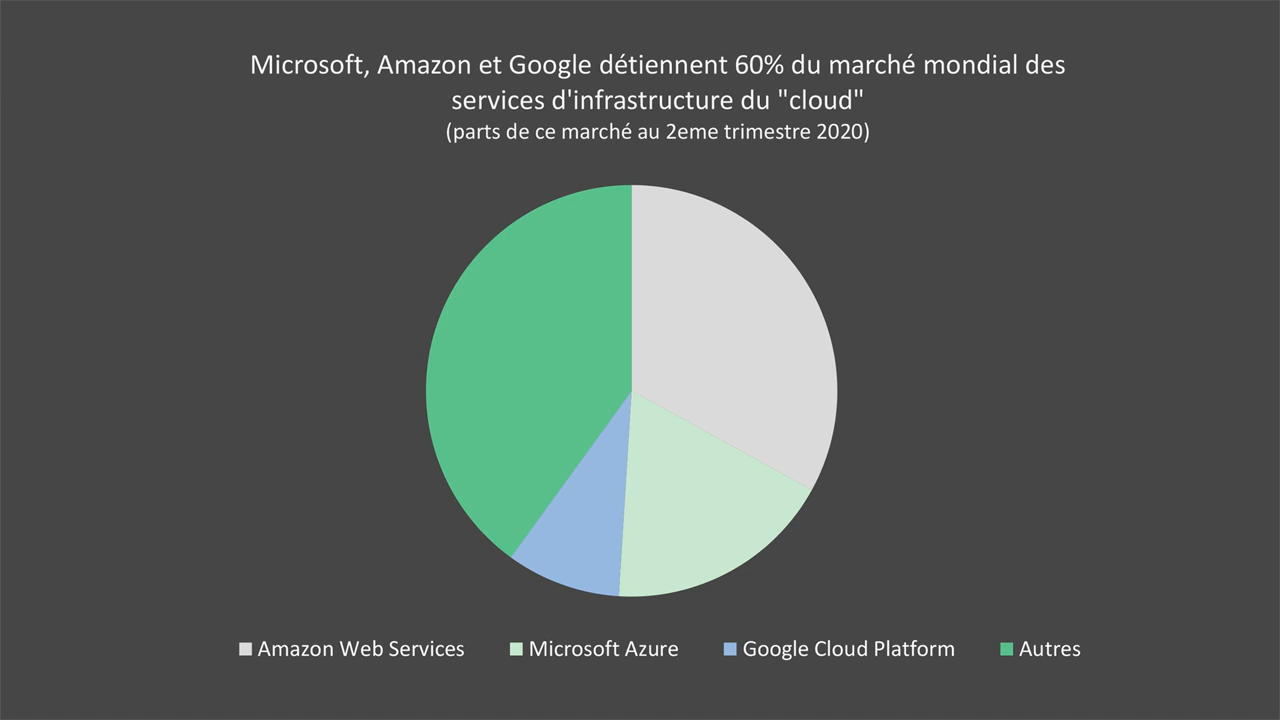 Microsoft, Amazon et Google détiennent 60% du marché mondial des
services d'infrastructure du "cloud"
(parts de ce marché au 2eme trimestre 2020)
Amazon Web Services
Microsoft Azure
Google Cloud Platform
Autres